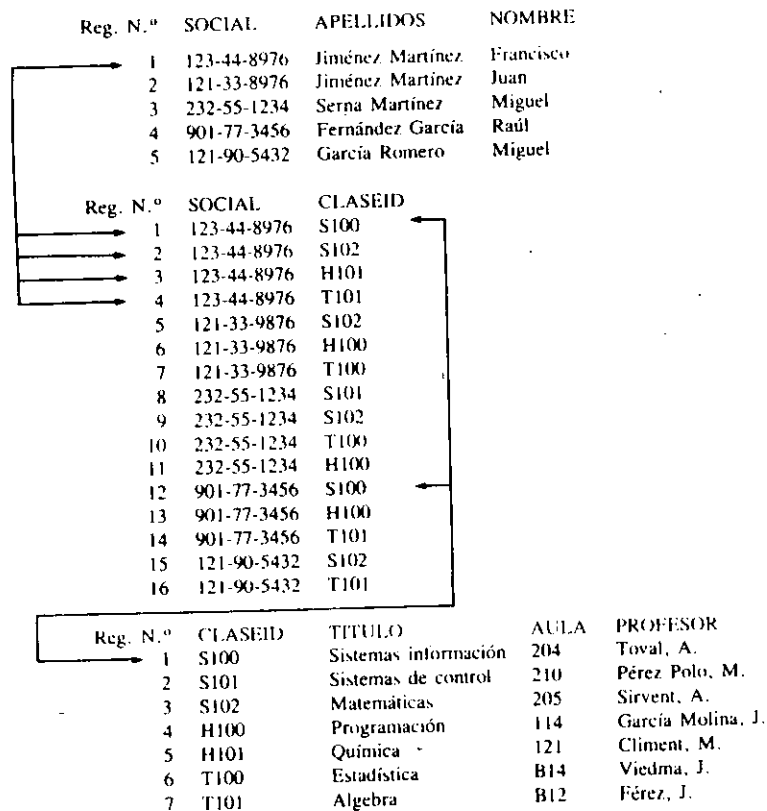 Reg. N.º SOCIAL APELLIDOS NOMBRE
1 123-44-8976 Jiménez Martínez Francisco
2 121-33-8976 Jiménez Martínez Juan
3 232-55-1234 Serna Martínez Miguel
4 901-77-3456 Fernández García Raúl
5 121-90-5432 García Romero Miguel
Reg. N.º SOCIAL CLASEID
1 123-44-8976 S100
2 123-44-8976 S102
3 123-44-8976 H101
4 123-44-8976 T101
5 121-33-9876 S102
6 121-33-9876 H100
7 121-33-9876 T100
8 232-55-1234 S101
9 232-55-1234 S102
10 232-55-1234 T100
11 232-55-1234 H100
12 901-77-3456 S100
13 901-77-3456 H100
14 901-77-3456 T101
15 121-90-5432 S102
16 121-90-5432 T101
Reg. N.º CLASEID TITULO AULA PROFESOR
1 S100 Sistemas información 204 Toval, A.
2 S101 Sistemas de control 210 Pérez Polo, M.
3 S102 Matemáticas 205 Sirvent, A.
4 H100 Programación 114 García Molina, J.
5 H101 Química 121 Climent, M.
6 T100 Estadística B14 Viedma, J.
7 T101 Algebra B12 Férez, J.